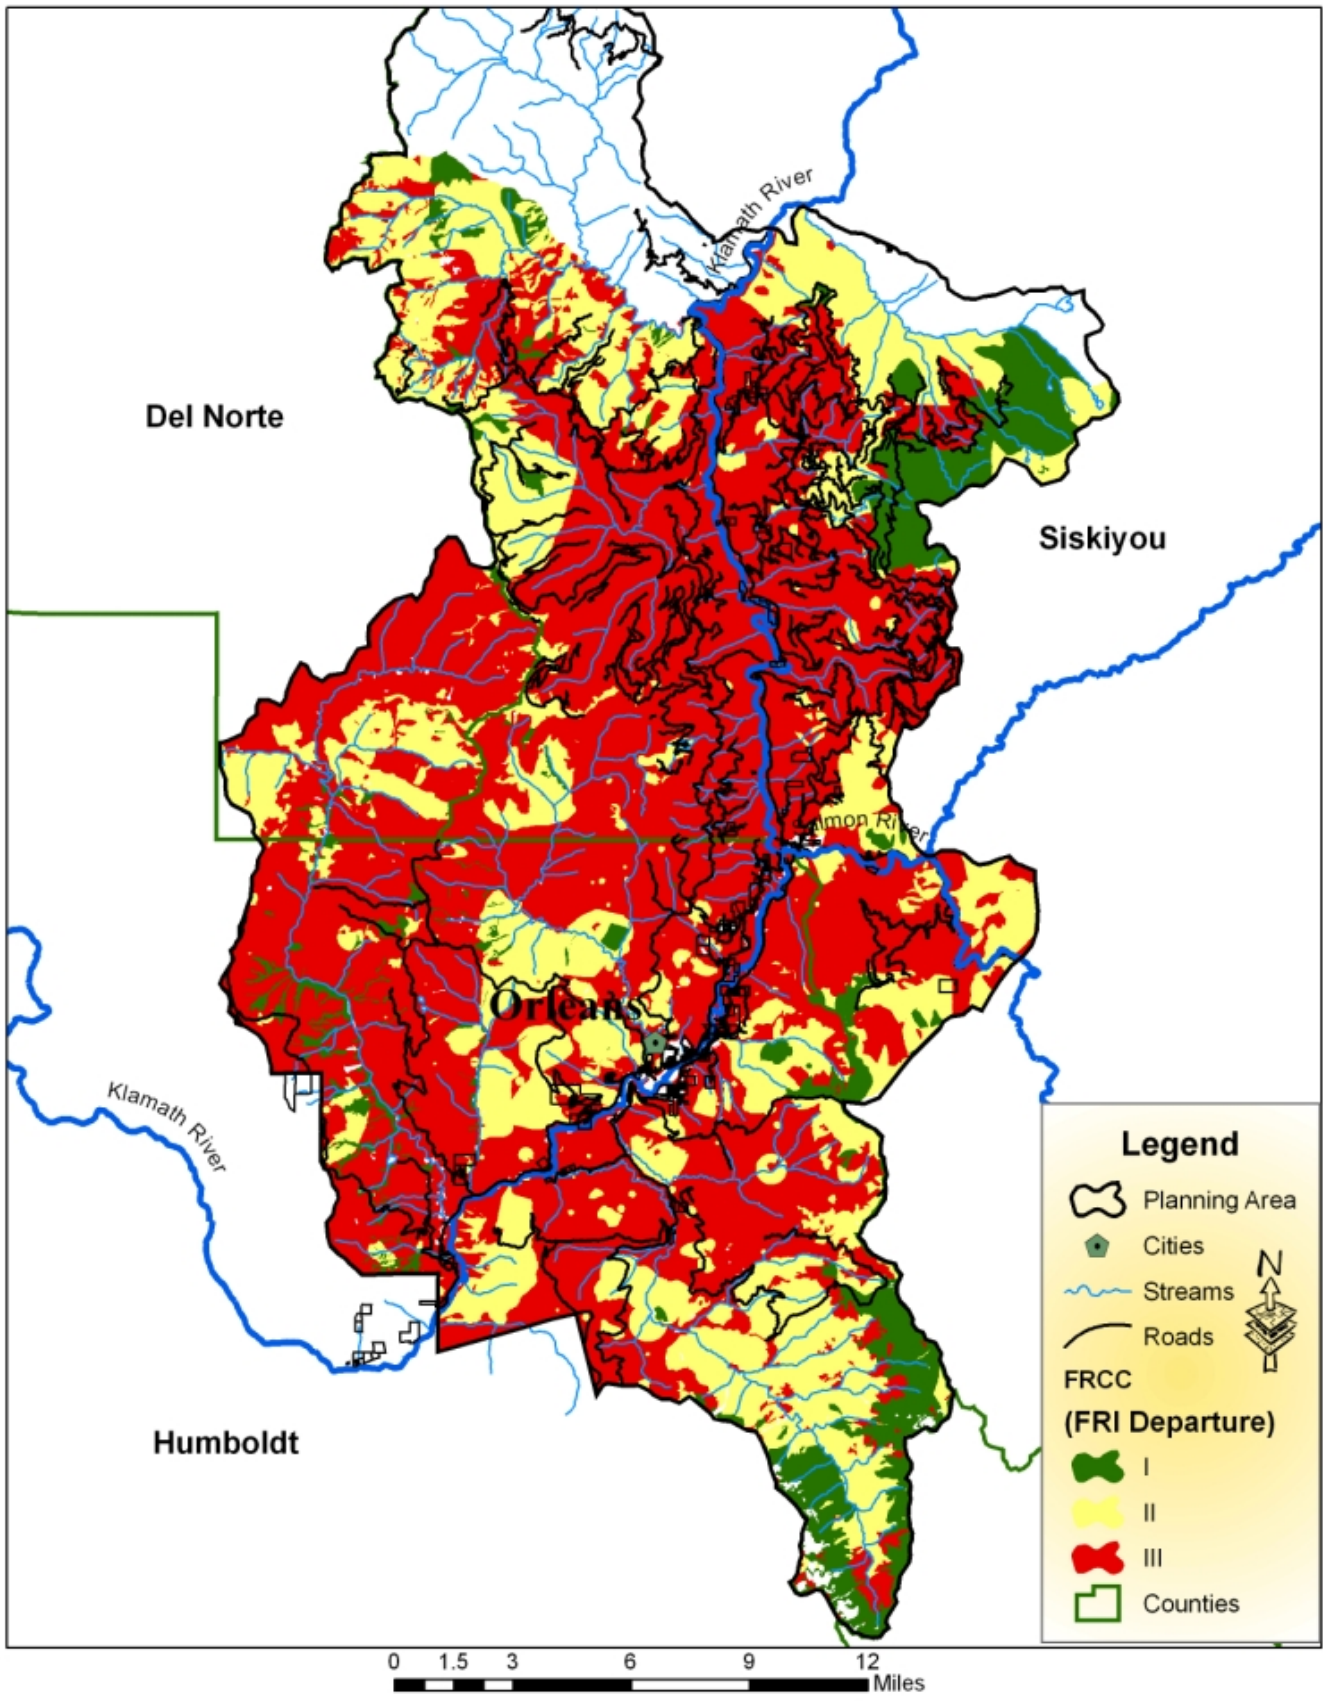 Klamath River
Del Norte
Siskiyou
lmon River
Orleans
Klamath River
Humboldt
Legend
Planning Area
Cities
Streams
Roads
N
FRCC
(FRI Departure)
I
II
III
Counties
0 1.5 3 6 9 12
Miles